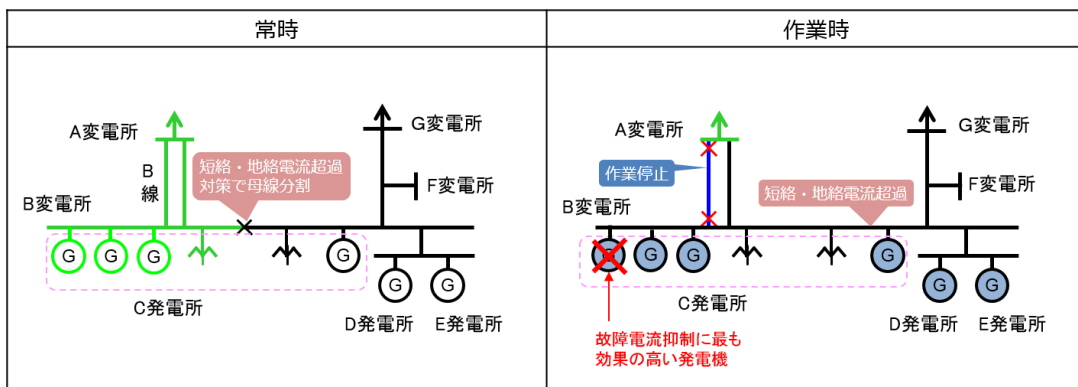 常時
作業時
A変電所
B
線
短絡・地絡電流超過
対策で母線分割
B変電所
G変電所
F変電所
G
G
G
G
C発電所
G
G
D発電所
E発電所
A変電所
作業停止
短絡・地絡電流超過
B変電所
G変電所
F変電所
G
G
G
G
C発電所
G
G
D発電所
E発電所
故障電流抑制に最も
効果の高い発電機